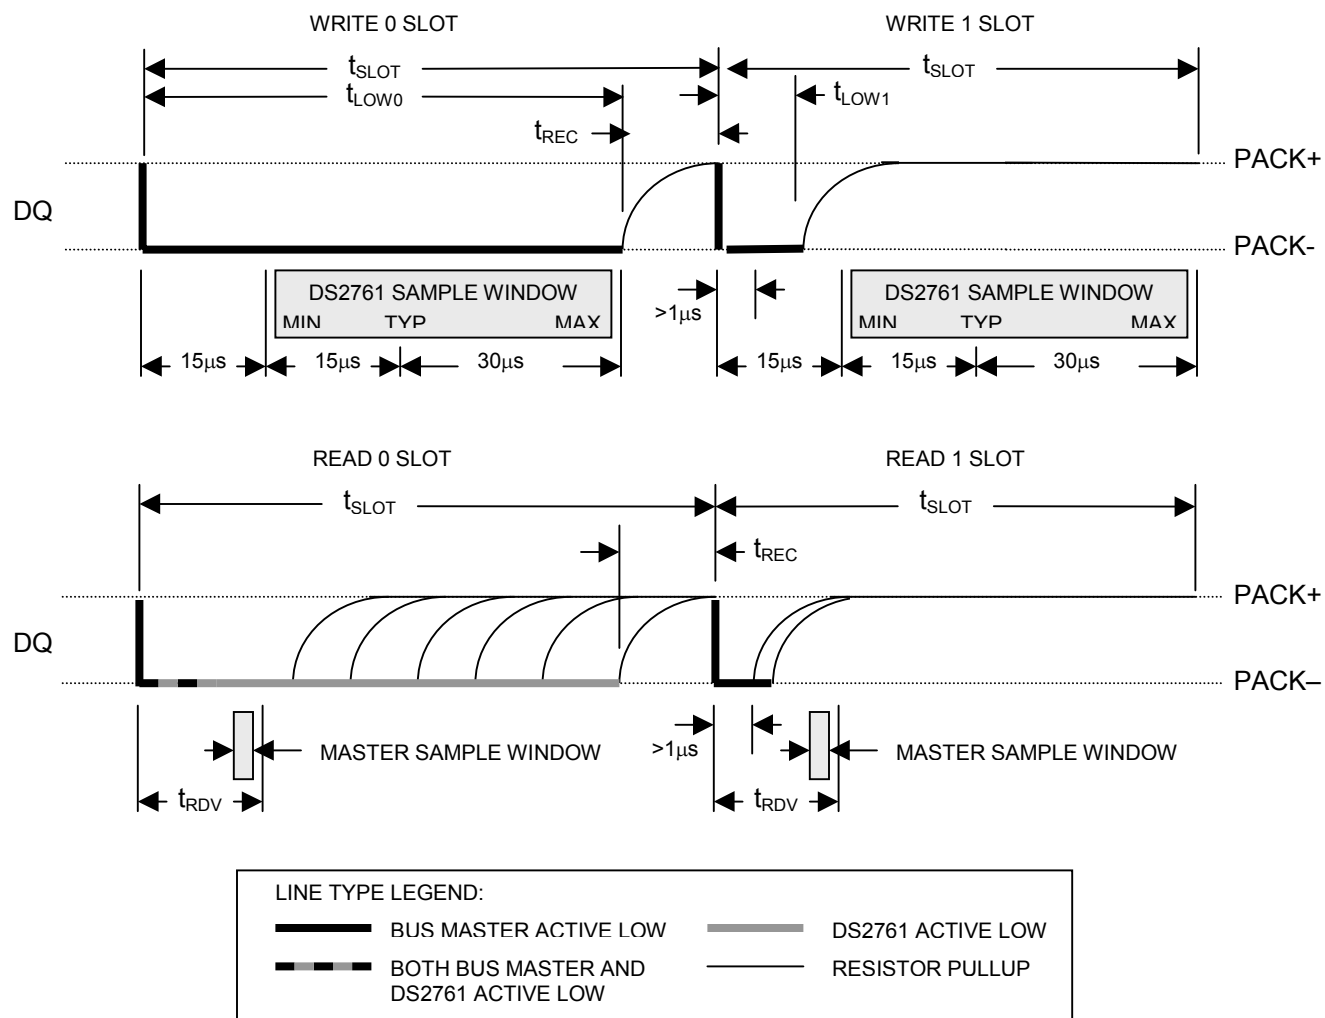 WRITE 0 SLOT WRITE 1 SLOT
tSLOT tSLOT
tLOW0 tLOW1
tREC
PACK+
DQ
PACK-
DS2761 SAMPLE WINDOW DS2761 SAMPLE WINDOW
MIN TYP MAX >1μs MIN TYP MAX
15μs 15μs 30μs 15μs 15μs 30μs
READ 0 SLOT READ 1 SLOT
tSLOT tSLOT
tREC
PACK+
DQ
PACK–
MASTER SAMPLE WINDOW >1μs MASTER SAMPLE WINDOW
tRDV tRDV
LINE TYPE LEGEND:
BUS MASTER ACTIVE LOW DS2761 ACTIVE LOW
BOTH BUS MASTER AND RESISTOR PULLUP
DS2761 ACTIVE LOW